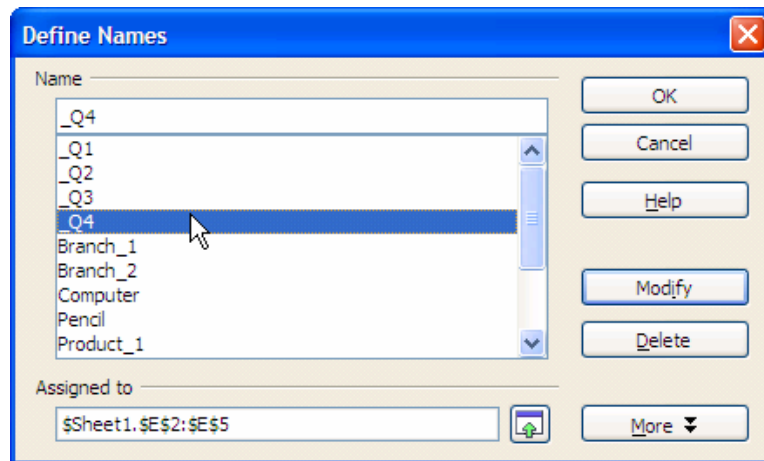 Define Names
Name
_Q4
_Q1
_Q2
_Q3
_Q4
Branch_1
Branch_2
Computer
Pencil
Product_1
Assigned to
$Sheet1.$E$2:$E$5
OK
Cancel
Help
Modify
Delete
More